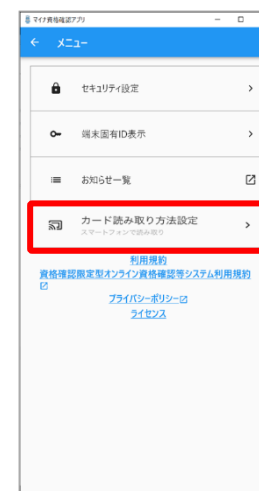 マイナ資格確認アプリ
メニュー
セキュリティ設定
端末固有ID表示
お知らせ一覧
カード読み取り方法設定
スマートフォンで読み取り
利用規約
資格確認限定型オンライン資格確認等システム利用規約
プライバシーポリシー
ライセンス